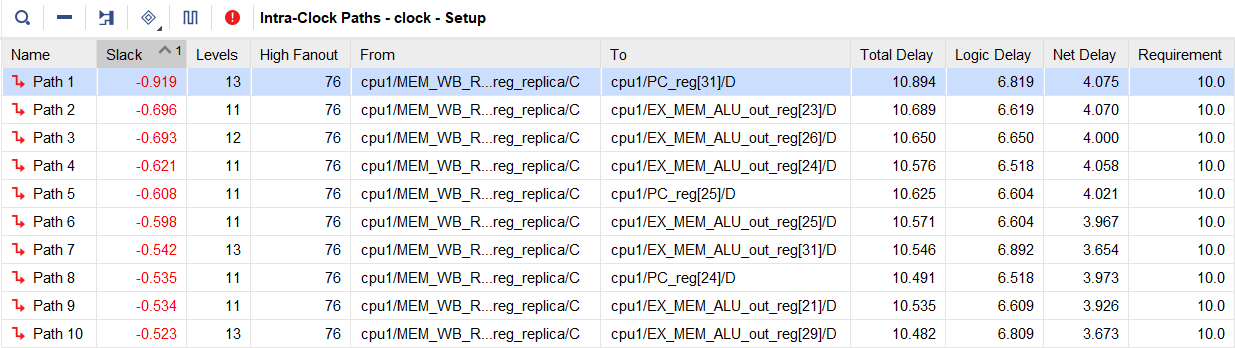 Intra-Clock Paths - clock - Setup
Name Slack 1 Levels High Fanout From To Total Delay Logic Delay Net Delay Requirement
Path 1 -0.919 13 76 cpu1/MEM_WB_R...reg_replica/C cpu1/PC_reg[31]/D 10.894 6.819 4.075 10.0
Path 2 -0.696 11 76 cpu1/MEM_WB_R...reg_replica/C cpu1/EX_MEM_ALU_out_reg[23]/D 10.689 6.619 4.070 10.0
Path 3 -0.693 12 76 cpu1/MEM_WB_R...reg_replica/C cpu1/EX_MEM_ALU_out_reg[26]/D 10.650 6.650 4.000 10.0
Path 4 -0.621 11 76 cpu1/MEM_WB_R...reg_replica/C cpu1/EX_MEM_ALU_out_reg[24]/D 10.576 6.518 4.058 10.0
Path 5 -0.608 11 76 cpu1/MEM_WB_R...reg_replica/C cpu1/PC_reg[25]/D 10.625 6.604 4.021 10.0
Path 6 -0.598 11 76 cpu1/MEM_WB_R...reg_replica/C cpu1/EX_MEM_ALU_out_reg[25]/D 10.571 6.604 3.967 10.0
Path 7 -0.542 13 76 cpu1/MEM_WB_R...reg_replica/C cpu1/EX_MEM_ALU_out_reg[31]/D 10.546 6.892 3.654 10.0
Path 8 -0.535 11 76 cpu1/MEM_WB_R...reg_replica/C cpu1/PC_reg[24]/D 10.491 6.518 3.973 10.0
Path 9 -0.534 11 76 cpu1/MEM_WB_R...reg_replica/C cpu1/EX_MEM_ALU_out_reg[21]/D 10.535 6.609 3.926 10.0
Path 10 -0.523 13 76 cpu1/MEM_WB_R...reg_replica/C cpu1/EX_MEM_ALU_out_reg[29]/D 10.482 6.809 3.673 10.0